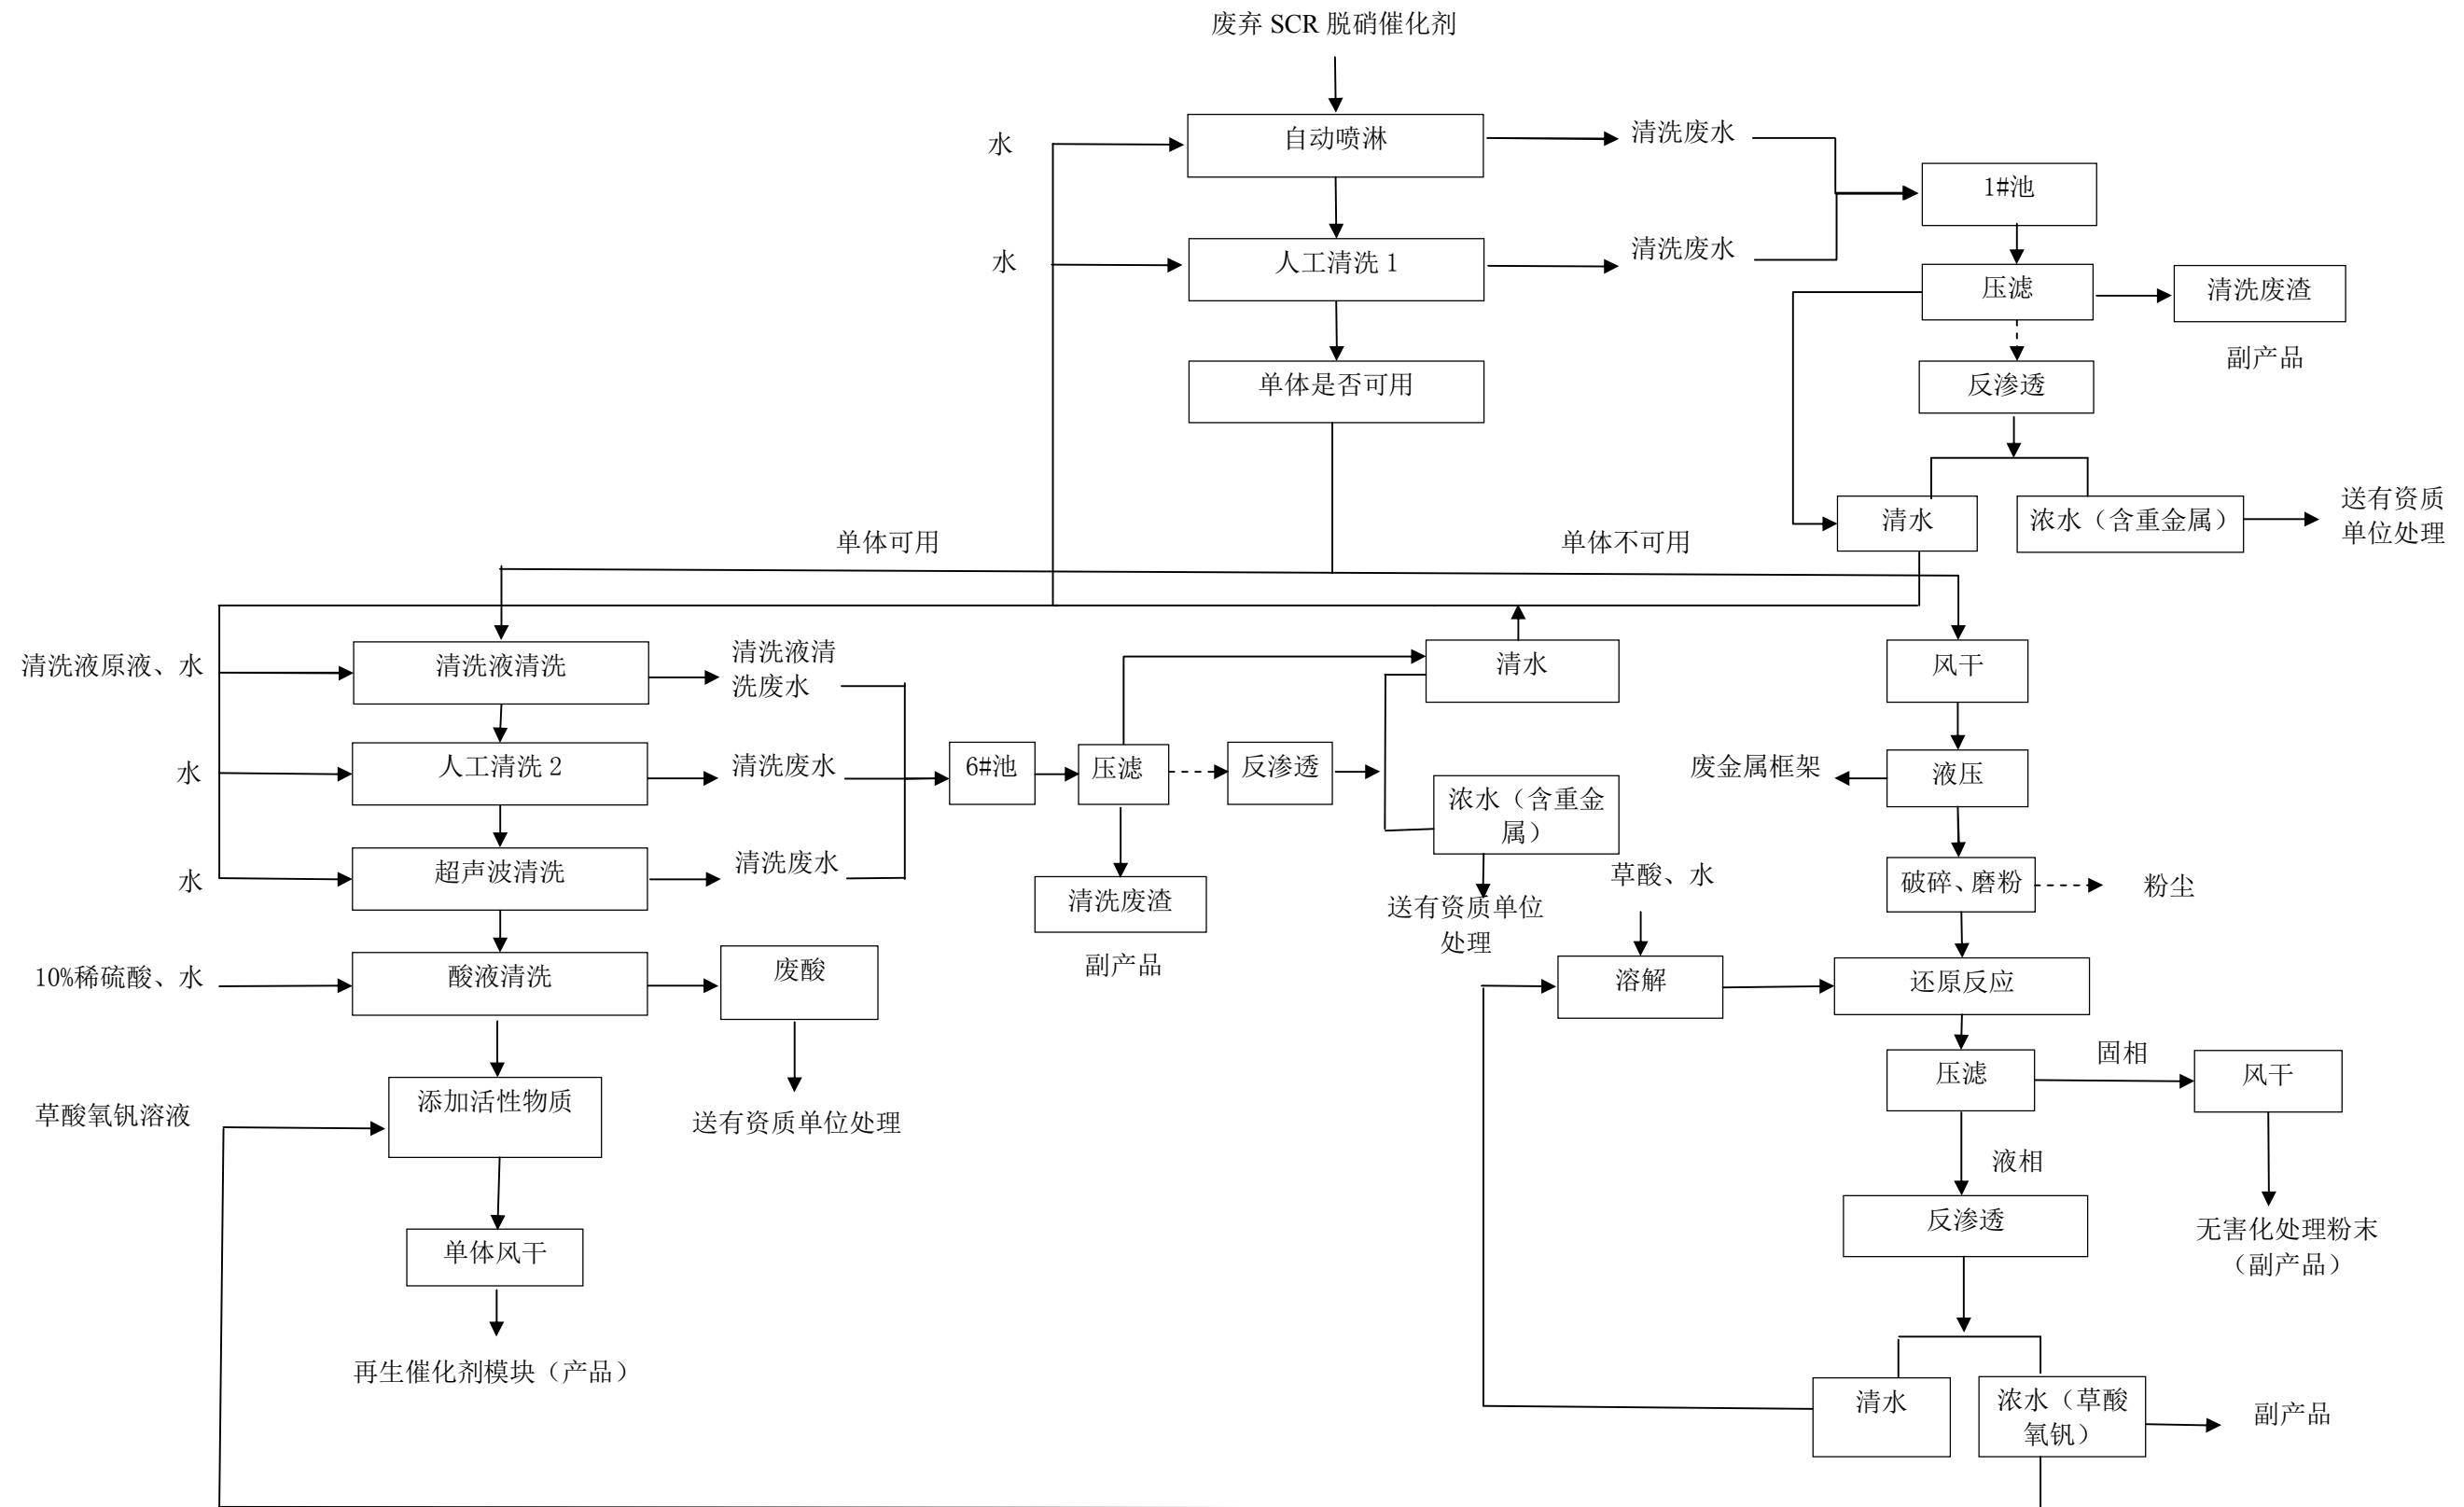 废弃 SCR 脱硝催化剂
水
自动喷淋
清洗废水
1#池
水
人工清洗 1
清洗废水
压滤
清洗废渣
副产品
单体是否可用
反渗透
清水
浓水（含重金属）
送有资质
单位处理
单体可用
单体不可用
清洗液原液、水
清洗液清洗
清洗液清
洗废水
清水
风干
水
人工清洗 2
清洗废水
6#池
压滤
反渗透
浓水（含重金
属）
废金属框架
液压
水
超声波清洗
清洗废水
清洗废渣
副产品
送有资质单位
处理
草酸、水
破碎、磨粉
粉尘
10%稀硫酸、水
酸液清洗
废酸
溶解
还原反应
送有资质单位处理
压滤
固相
风干
草酸氧钒溶液
添加活性物质
液相
反渗透
无害化处理粉末
（副产品）
单体风干
再生催化剂模块（产品）
清水
浓水（草酸
氧钒）
副产品